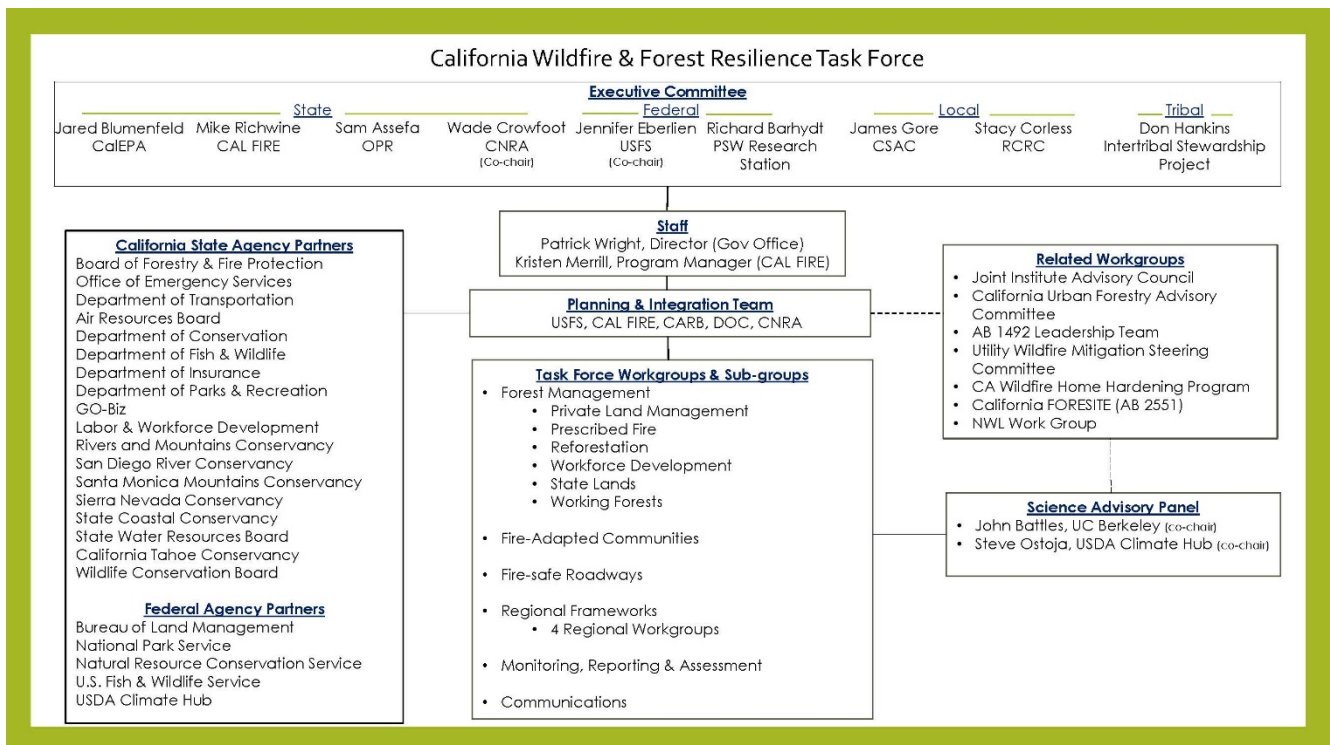 California Wildfire & Forest Resilience Task Force
Executive Committee
State
Federal
Local
Tribal
Jared Blumenfeld
CalEPA
Mike Richwine
CAL FIRE
Sam Assefa
OPR
Wade Crowfoot
CNRA
(Co-chair)
Jennifer Eberlien
USFS
(Co-chair)
Richard Barhydt
PSW Research
Station
James Gore
CSAC
Stacy Corless
RCRC
Don Hankins
Intertribal Stewardship
Project
Staff
Patrick Wright, Director (Gov Office)
Kristen Merrill, Program Manager (CAL FIRE)
Planning & Integration Team
USFS, CAL FIRE, CARB, DOC, CNRA
California State Agency Partners
Board of Forestry & Fire Protection
Office of Emergency Services
Department of Transportation
Air Resources Board
Department of Conservation
Department of Fish & Wildlife
Department of Insurance
Department of Parks & Recreation
GO-Biz
Labor & Workforce Development
Rivers and Mountains Conservancy
San Diego River Conservancy
Santa Monica Mountains Conservancy
Sierra Nevada Conservancy
State Coastal Conservancy
State Water Resources Board
California Tahoe Conservancy
Wildlife Conservation Board
Federal Agency Partners
Bureau of Land Management
National Park Service
Natural Resource Conservation Service
U.S. Fish & Wildlife Service
USDA Climate Hub
Task Force Workgroups & Sub-groups
• Forest Management
• Private Land Management
• Prescribed Fire
• Reforestation
• Workforce Development
• State Lands
• Working Forests
• Fire-Adapted Communities
• Fire-safe Roadways
• Regional Frameworks
• 4 Regional Workgroups
• Monitoring, Reporting & Assessment
• Communications
Related Workgroups
• Joint Institute Advisory Council
• California Urban Forestry Advisory
Committee
• AB 1492 Leadership Team
• Utility Wildfire Mitigation Steering
Committee
• CA Wildfire Home Hardening Program
• California FORESITE (AB 2551)
• NWL Work Group
Science Advisory Panel
• John Battles, UC Berkeley (co-chair)
• Steve Ostoja, USDA Climate Hub (co-chair)